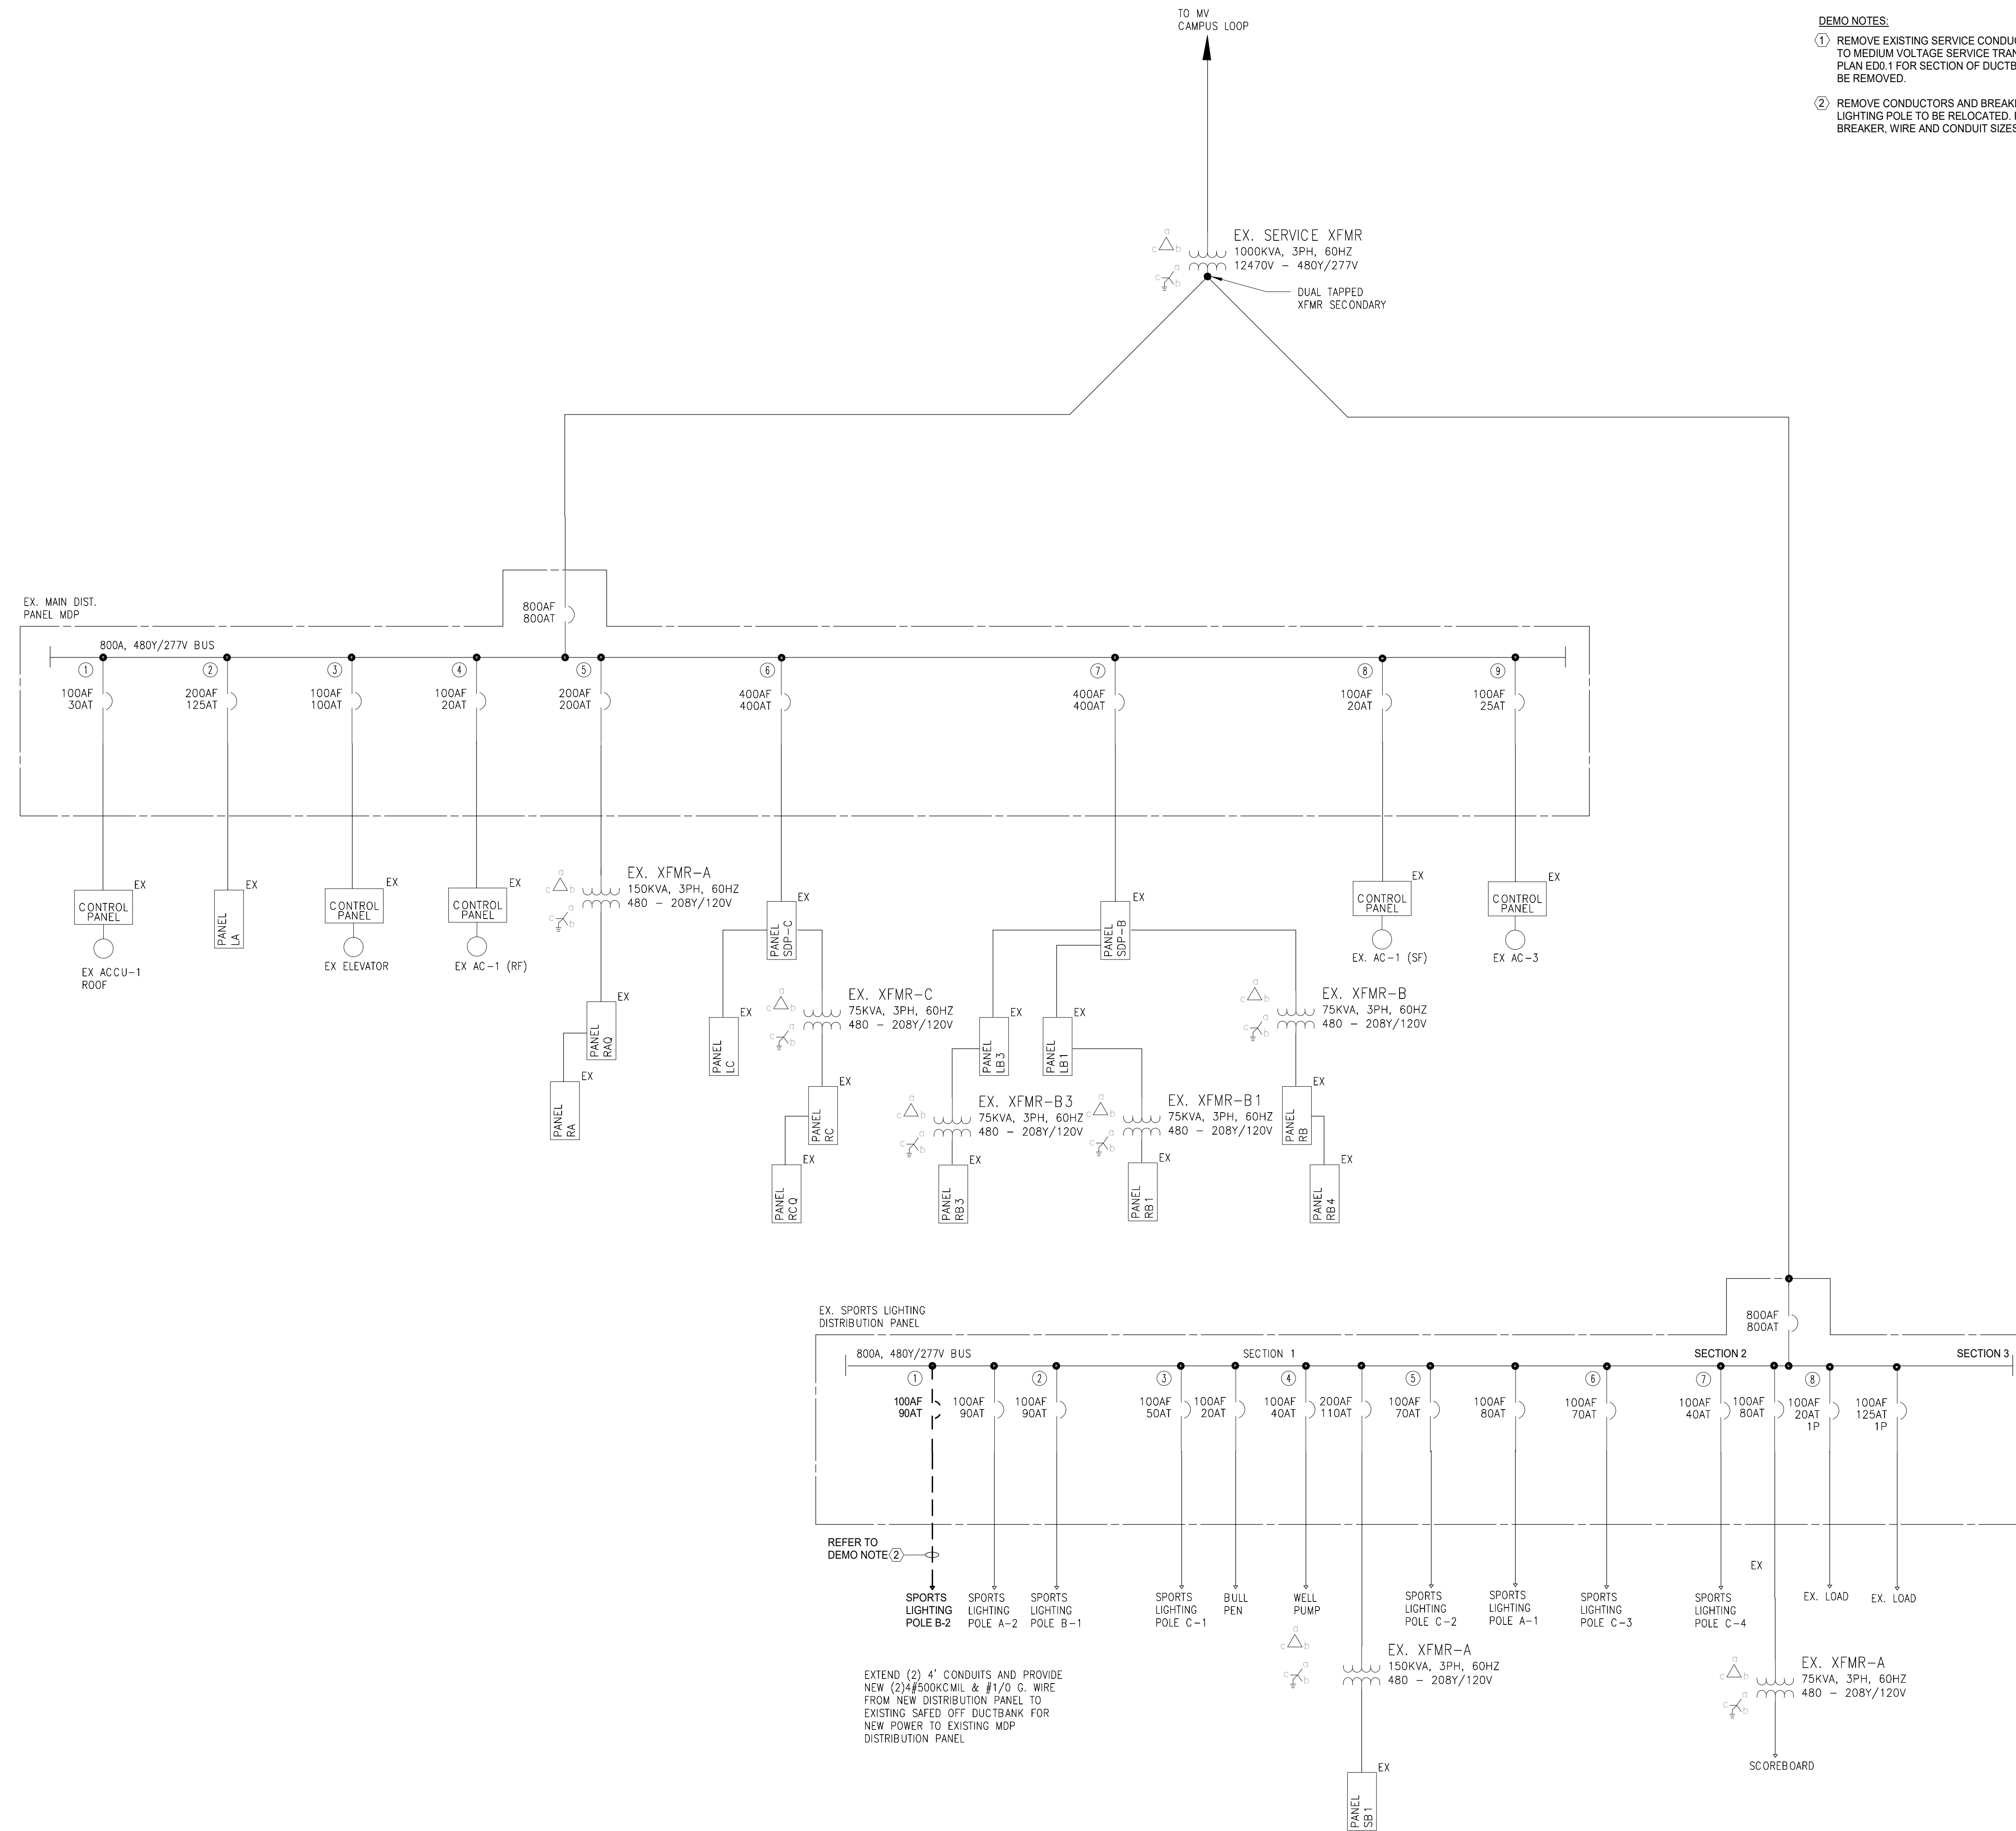 TO MV
CAMPUS LOOP
DEMO NOTES:
1 REMOVE EXISTING SERVICE
TO MEDIUM VOLTAGE SERVICE
PLAN ED0.1 FOR SECTION OF
BE REMOVED.
2 REMOVE CONDUCTORS AND
LIGHTING POLE TO BE RELOCATED.
BREAKER, WIRE AND CONDUIT SIZES
a
c b
a
c b
EX. SERVICE XFMR
1000KVA, 3PH, 60HZ
12470V - 480Y/277V
DUAL TAPPED
XFMR SECONDARY
EX. MAIN DIST.
PANEL MDP
800AF
800AT
800A, 480Y/277V BUS
1
100AF
30AT
2
200AF
125AT
3
100AF
100AT
4
100AF
20AT
5
200AF
200AT
6
400AF
400AT
7
400AF
400AT
8
100AF
20AT
9
100AF
25AT
EX
CONTROL
PANEL
EX ACCU-1
ROOF
EX
PANEL
LA
EX
CONTROL
PANEL
EX ELEVATOR
EX
CONTROL
PANEL
EX AC-1 (RF)
a
c b
a
c b
EX. XFMR-A
150KVA, 3PH, 60HZ
480 - 208Y/120V
EX
PANEL
RAQ
EX
PANEL
RA
EX
PANEL
SDP-C
EX
PANEL
LC
a
c b
a
c b
EX. XFMR-C
75KVA, 3PH, 60HZ
480 - 208Y/120V
EX
PANEL
RC
EX
PANEL
RCQ
EX
PANEL
SDP-B
EX
PANEL
LB3
EX
PANEL
LB1
a
c b
a
c b
EX. XFMR-B
75KVA, 3PH, 60HZ
480 - 208Y/120V
a
c b
a
c b
EX. XFMR-B3
75KVA, 3PH, 60HZ
480 - 208Y/120V
a
c b
a
c b
EX. XFMR-B1
75KVA, 3PH, 60HZ
480 - 208Y/120V
EX
PANEL
RB
EX
PANEL
RB3
EX
PANEL
RB1
EX
PANEL
RB4
EX
CONTROL
PANEL
EX. AC-1 (SF)
EX
CONTROL
PANEL
EX AC-3
EX. SPORTS LIGHTING
DISTRIBUTION PANEL
800AF
800AT
800A, 480Y/277V BUS
SECTION 1
SECTION 2
SECTION 3
1
100AF
90AT
100AF
90AT
2
100AF
90AT
3
100AF
50AT
100AF
20AT
4
100AF
40AT
200AF
110AT
5
100AF
70AT
100AF
80AT
6
100AF
70AT
7
100AF
40AT
100AF
80AT
8
100AF
20AT
1P
100AF
125AT
1P
REFER TO
DEMO NOTE 2
SPORTS
LIGHTING
POLE B-2
SPORTS
LIGHTING
POLE A-2
SPORTS
LIGHTING
POLE B-1
SPORTS
LIGHTING
POLE C-1
BULL
PEN
WELL
PUMP
SPORTS
LIGHTING
POLE C-2
SPORTS
LIGHTING
POLE A-1
SPORTS
LIGHTING
POLE C-3
SPORTS
LIGHTING
POLE C-4
EX
EX. LOAD
EX. LOAD
EXTEND (2) 4' CONDUITS AND PROVIDE
NEW (2)4#500KCMIL & #1/0 G. WIRE
FROM NEW DISTRIBUTION PANEL TO
EXISTING SAFED OFF DUCTBANK FOR
NEW POWER TO EXISTING MDP
DISTRIBUTION PANEL
a
c b
a
c b
EX. XFMR-A
150KVA, 3PH, 60HZ
480 - 208Y/120V
EX
PANEL
SB1
a
c b
a
c b
EX. XFMR-A
75KVA, 3PH, 60HZ
480 - 208Y/120V
SCOREBOARD